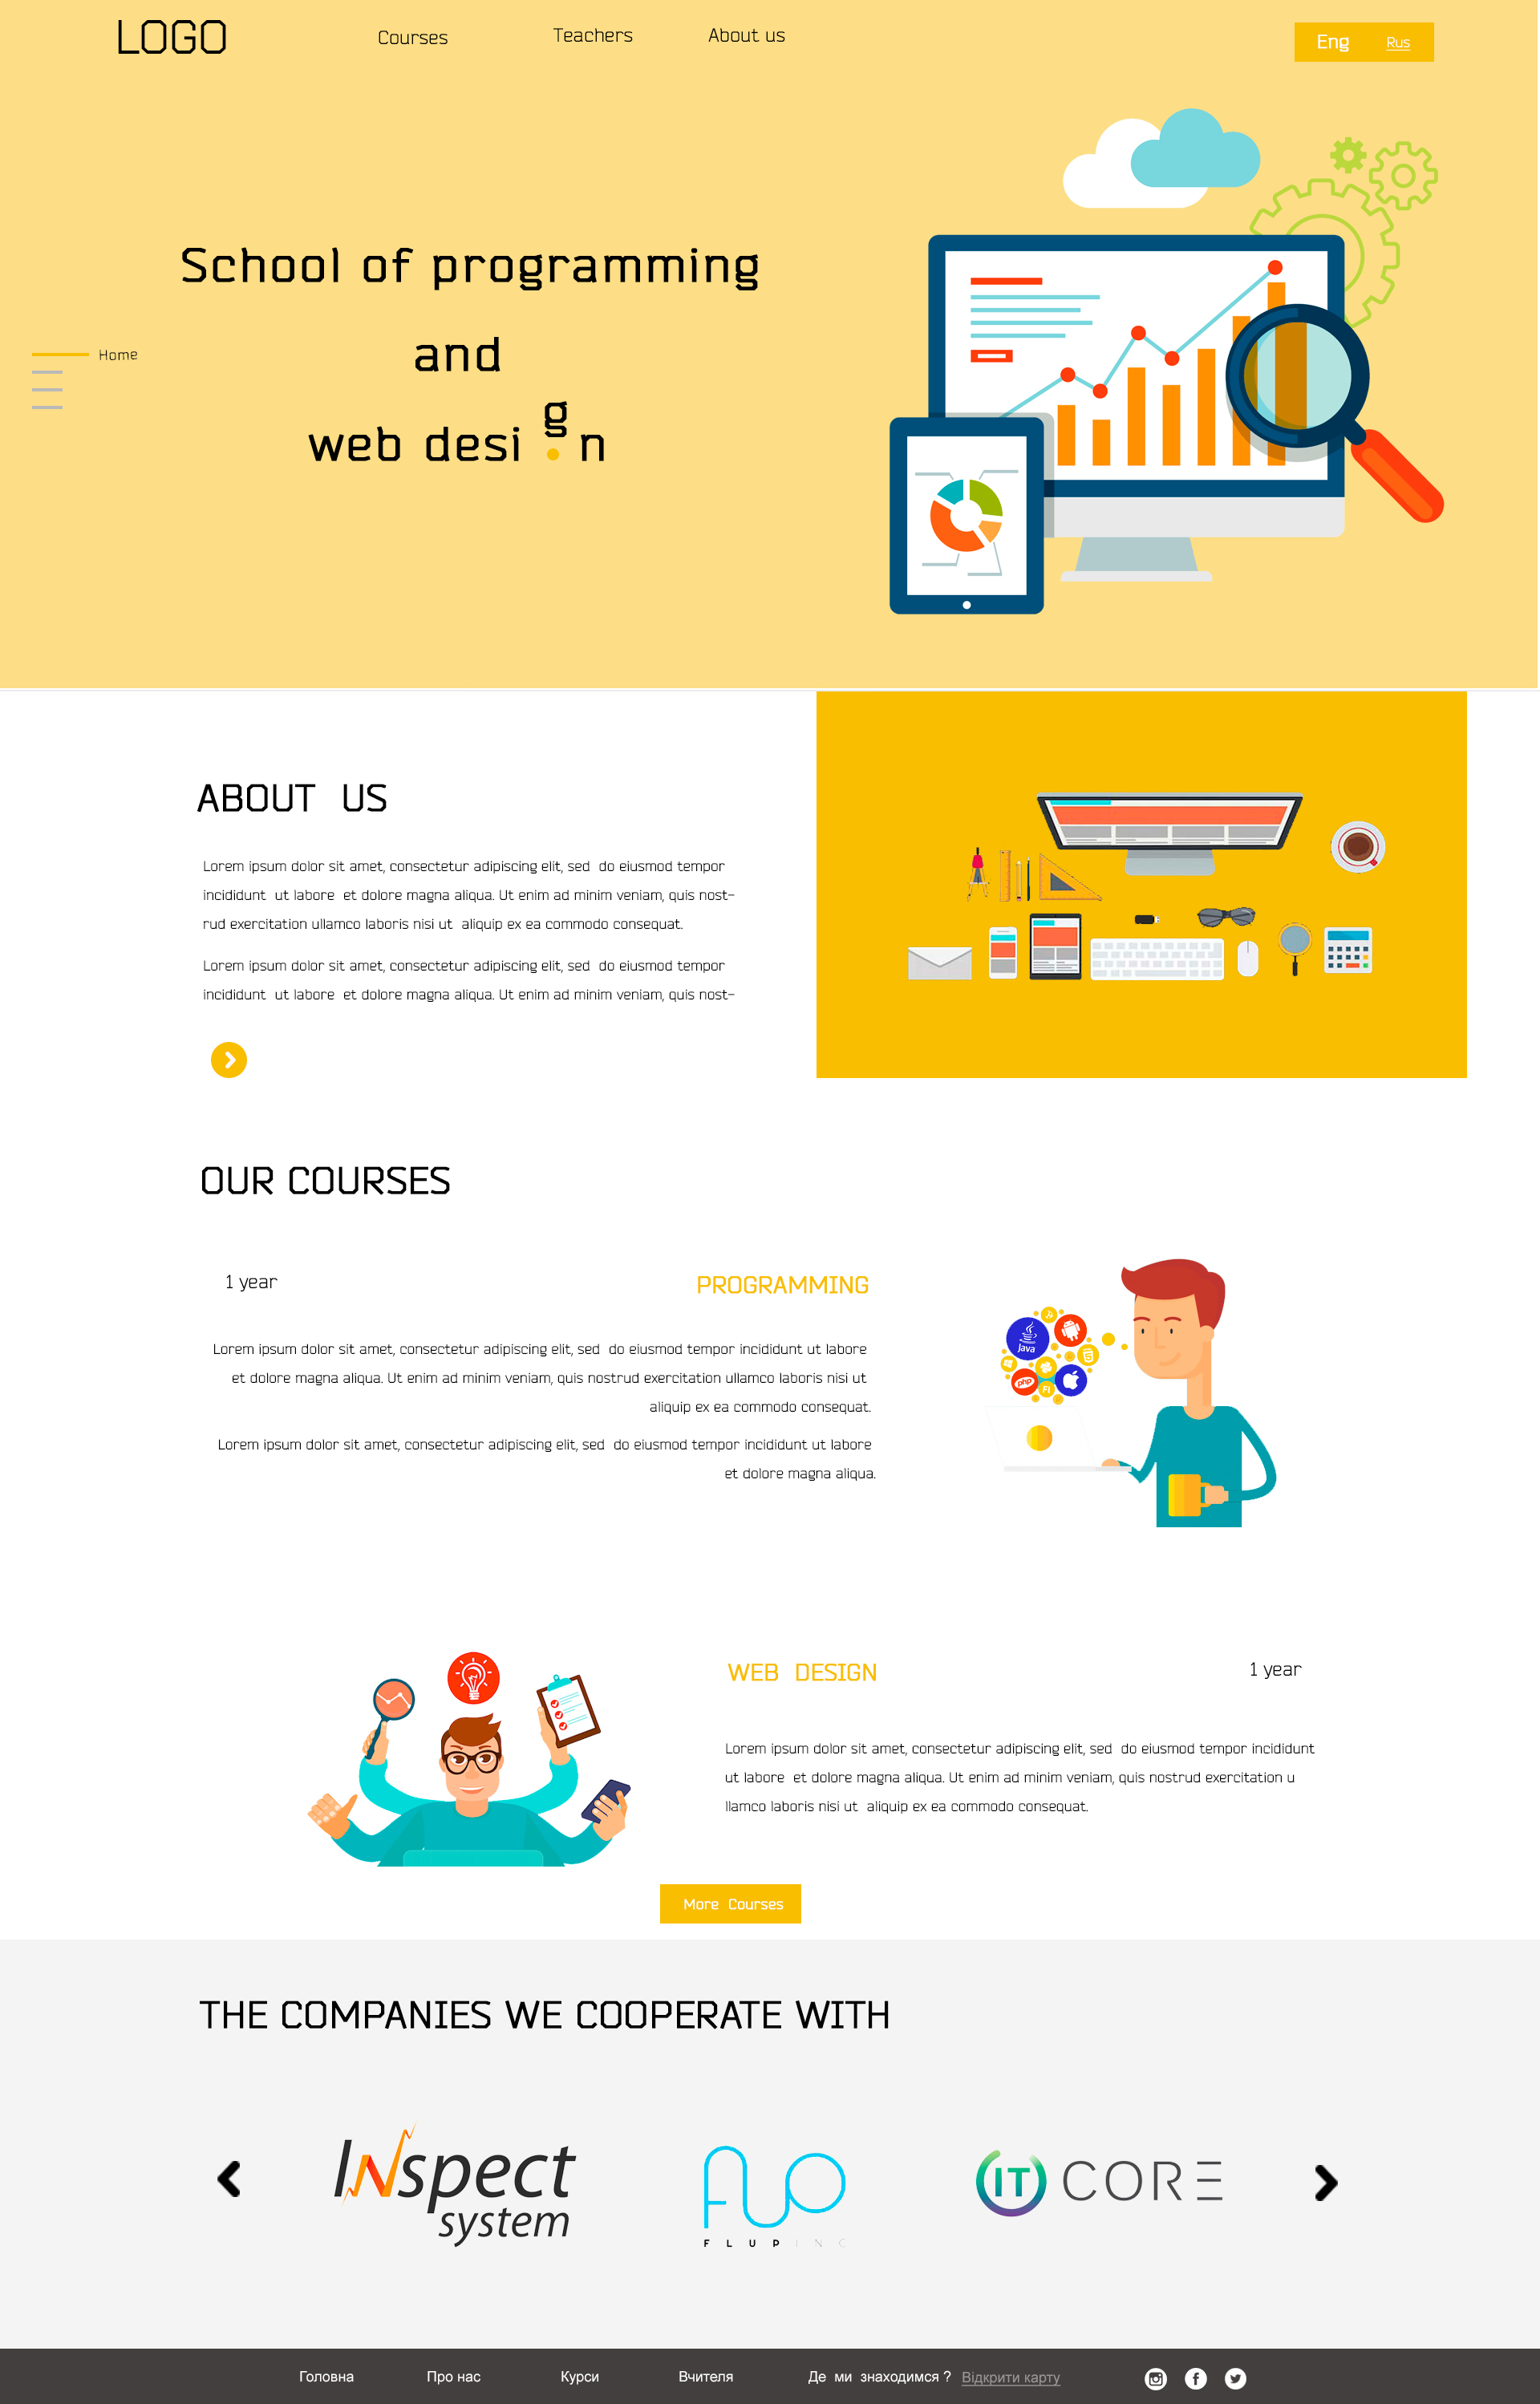 LOGO
Courses
Teachers
About us
Eng
Rus
School of programming
and
web design
Home
ABOUT US
Lorem ipsum dolor sit amet, consectetur adipiscing elit, sed do eiusmod tempor
incididunt ut labore et dolore magna aliqua. Ut enim ad minim veniam, quis nost-
rud exercitation ullamco laboris nisi ut aliquip ex ea commodo consequat.
Lorem ipsum dolor sit amet, consectetur adipiscing elit, sed do eiusmod tempor
incididunt ut labore et dolore magna aliqua. Ut enim ad minim veniam, quis nost-
OUR COURSES
1 year
PROGRAMMING
Lorem ipsum dolor sit amet, consectetur adipiscing elit, sed do eiusmod tempor incididunt ut labore
et dolore magna aliqua. Ut enim ad minim veniam, quis nostrud exercitation ullamco laboris nisi ut
aliquip ex ea commodo consequat.
Lorem ipsum dolor sit amet, consectetur adipiscing elit, sed do eiusmod tempor incididunt ut labore
et dolore magna aliqua.
Java
php
Fl
WEB DESIGN
1 year
Lorem ipsum dolor sit amet, consectetur adipiscing elit, sed do eiusmod tempor incididunt
ut labore et dolore magna aliqua. Ut enim ad minim veniam, quis nostrud exercitation u
llamco laboris nisi ut aliquip ex ea commodo consequat.
More Courses
THE COMPANIES WE COOPERATE WITH
INspect
system
FLUP INC
IT CORE
Головна
Про нас
Курси
Вчителя
Де ми знаходимся ?
Відкрити карту